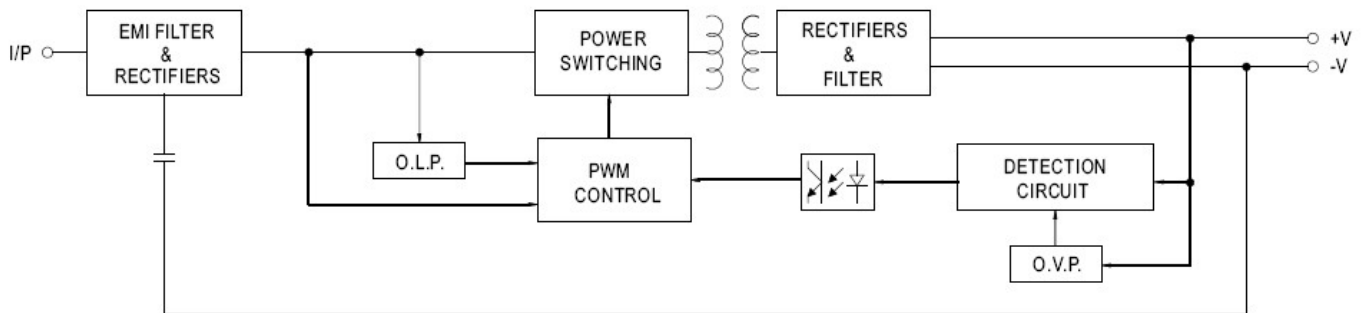 I/P
EMI FILTER
&
RECTIFIERS
POWER
SWITCHING
RECTIFIERS
&
FILTER
+V
-V
O.L.P.
PWM
CONTROL
DETECTION
CIRCUIT
O.V.P.